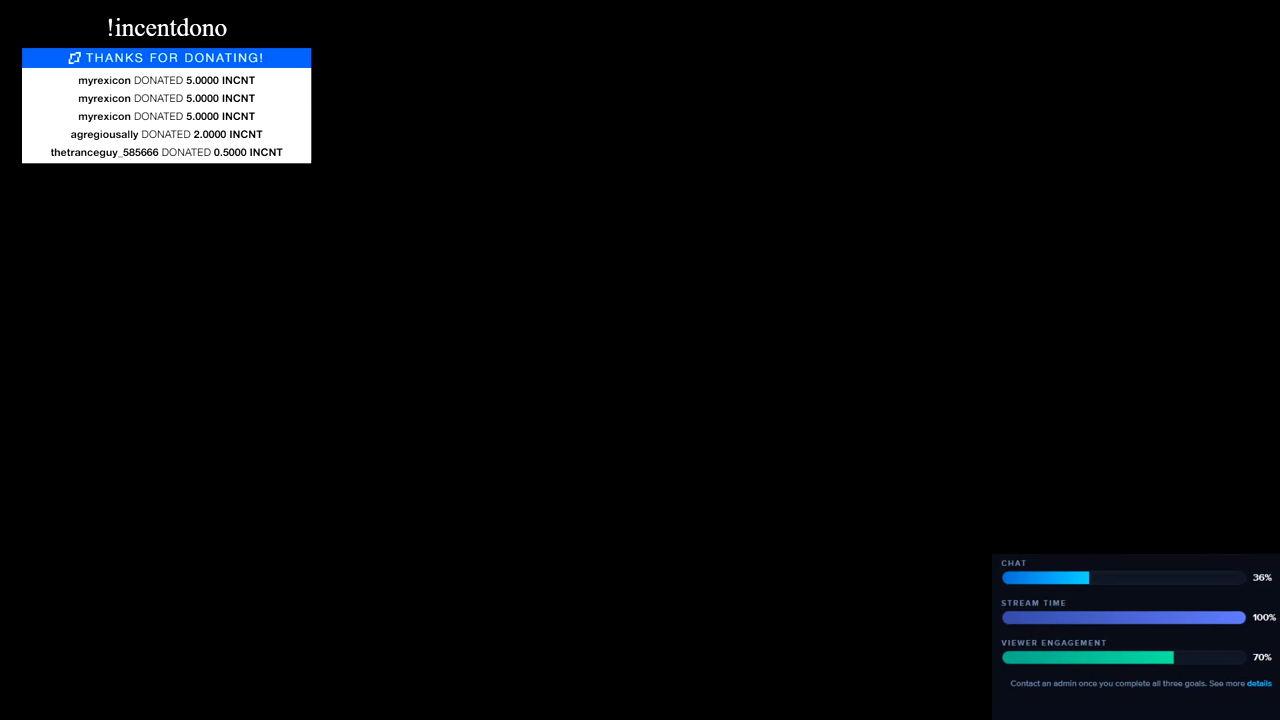 !incentdono
THANKS FOR DONATING!
myrexicon DONATED 5.0000 INCNT
myrexicon DONATED 5.0000 INCNT
myrexicon DONATED 5.0000 INCNT
agregiousally DONATED 2.0000 INCNT
thetranceguy_585666 DONATED 0.5000 INCNT
CHAT
36%
STREAM TIME
100%
VIEWER ENGAGEMENT
70%
Contact an admin once you complete all three goals. See more details